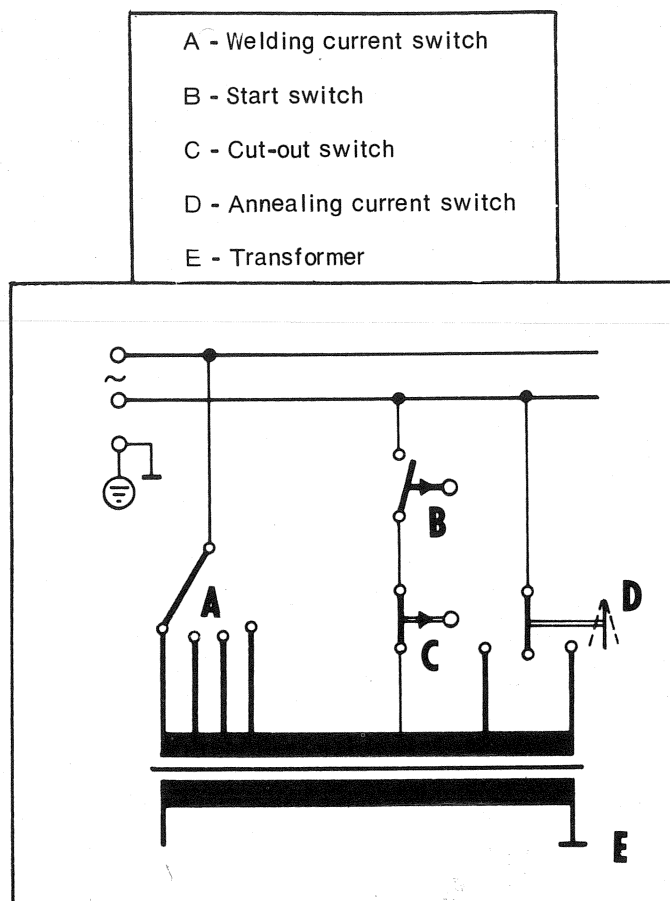 A - Welding current switch
B - Start switch
C - Cut-out switch
D - Annealing current switch
E - Transformer
~
B
A
D
C
E